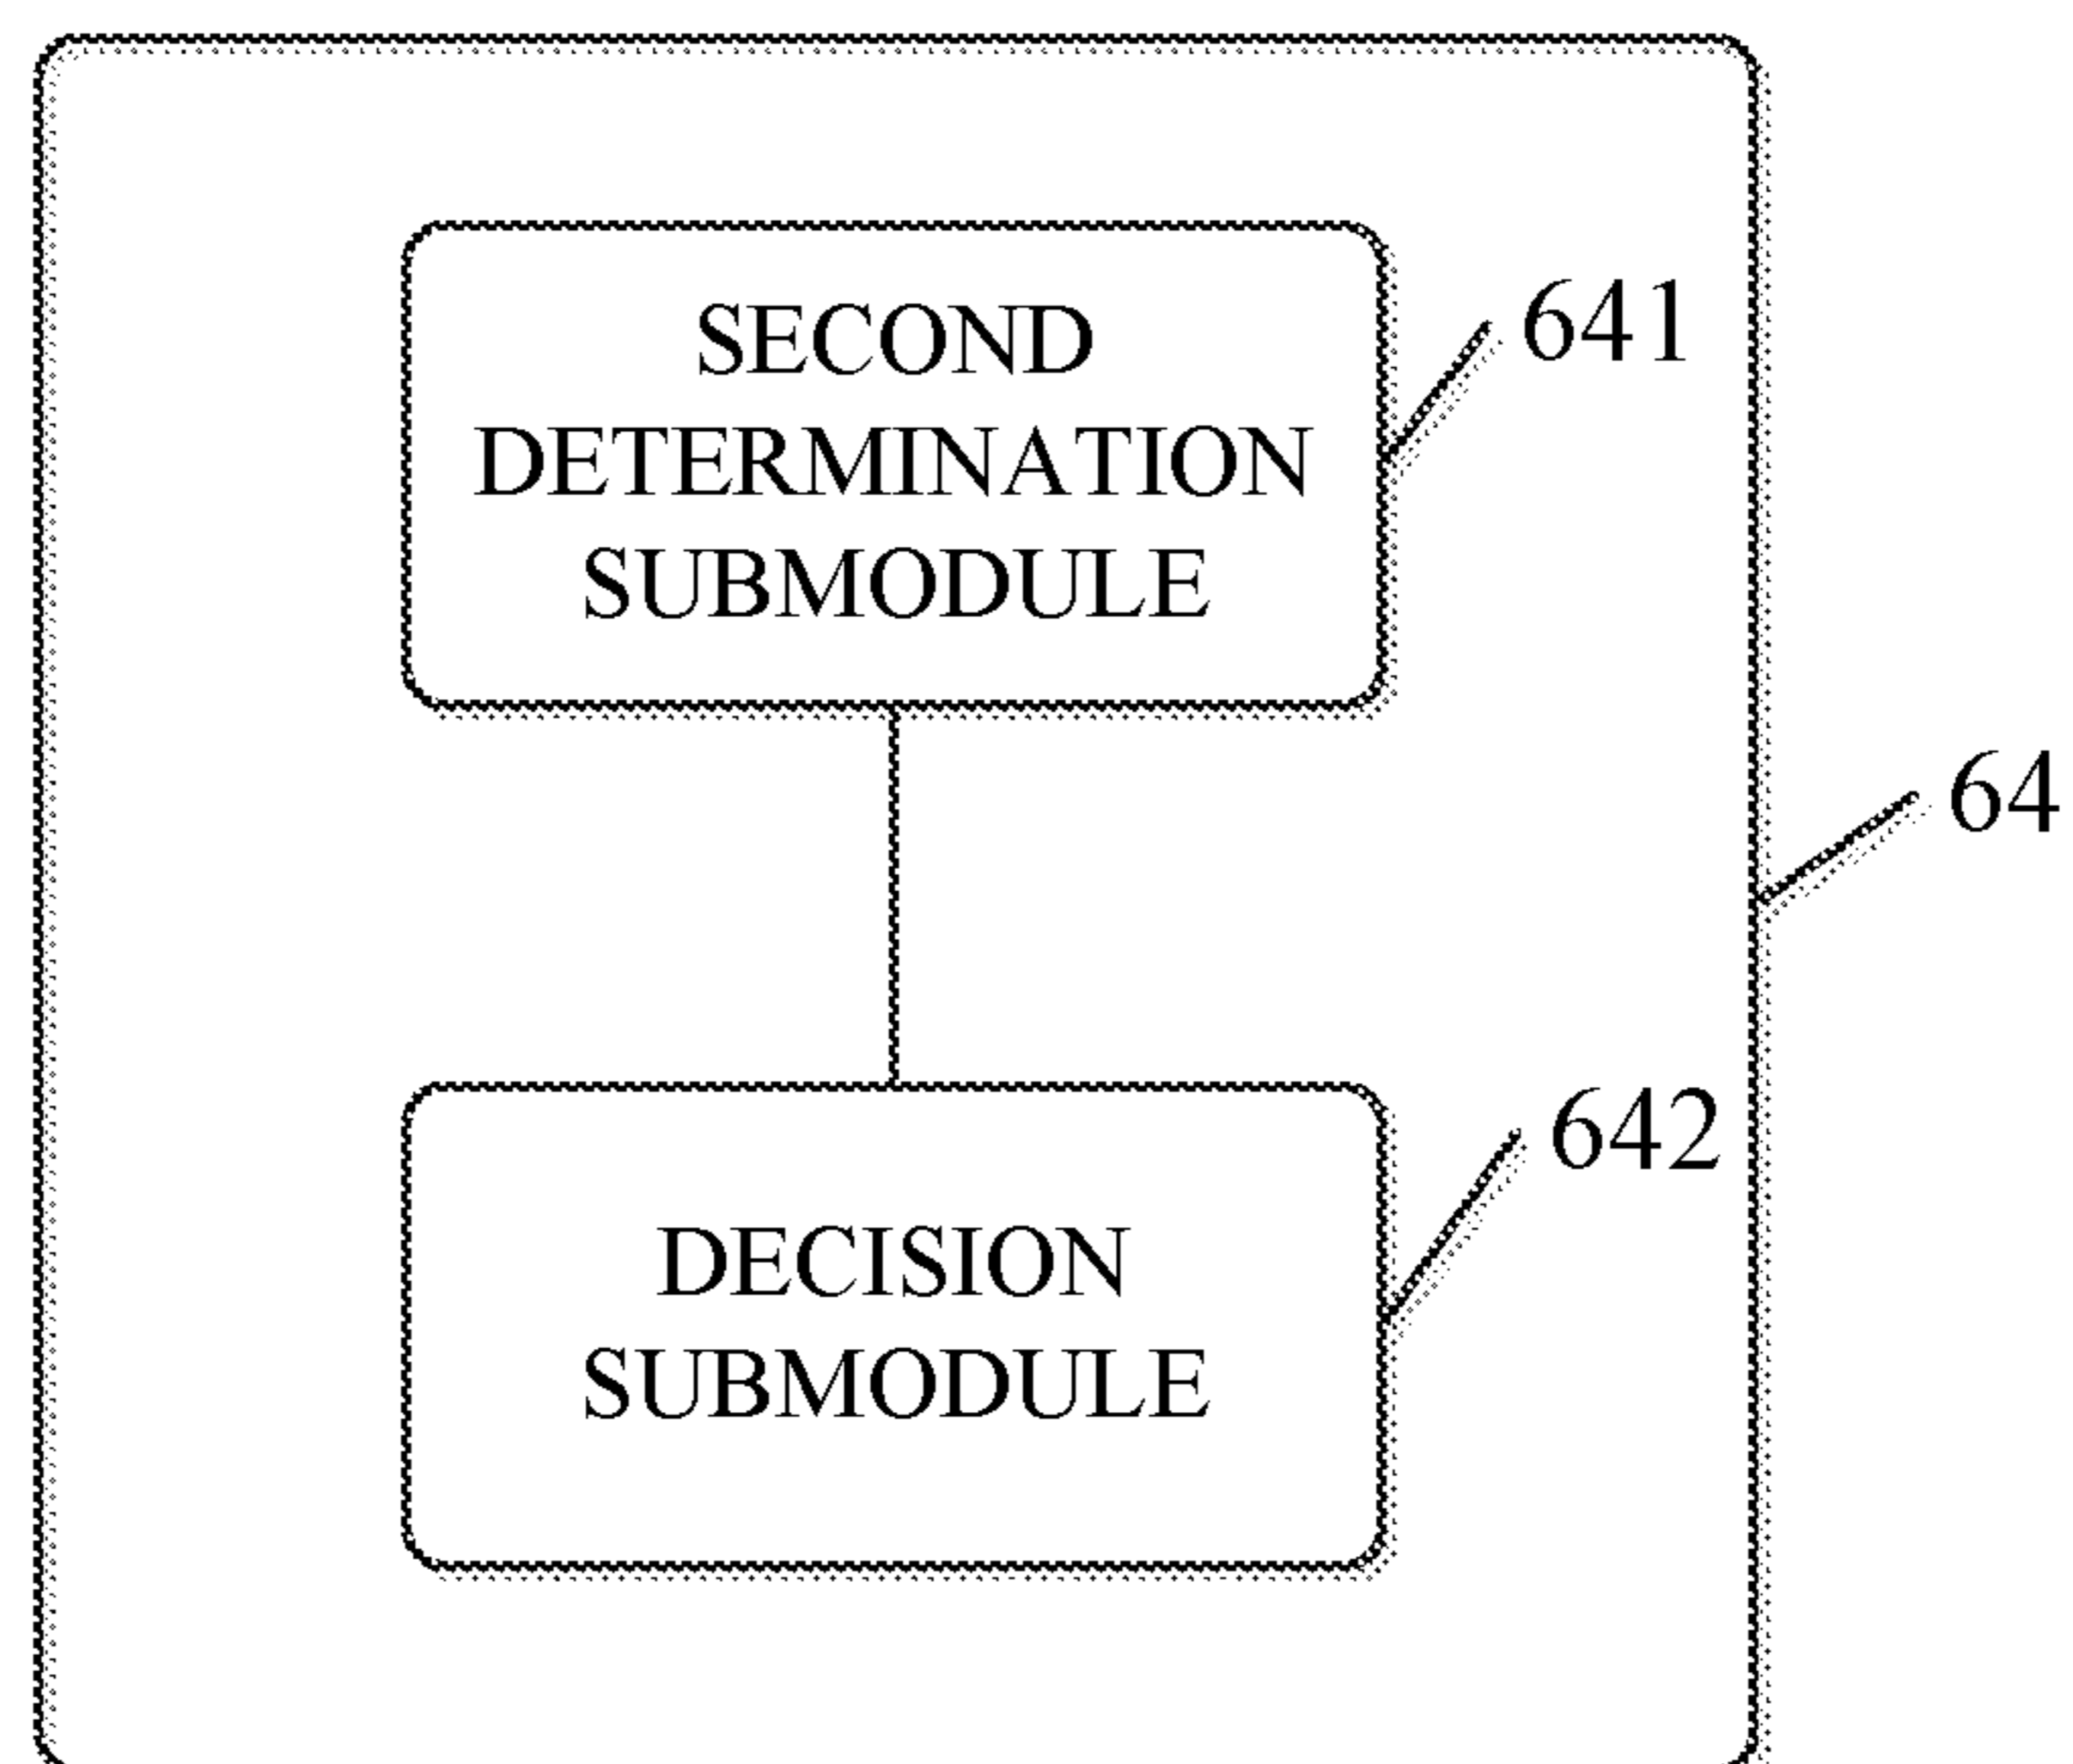 SECOND
DETERMINATION
SUBMODULE
641
64
642
DECISION
SUBMODULE